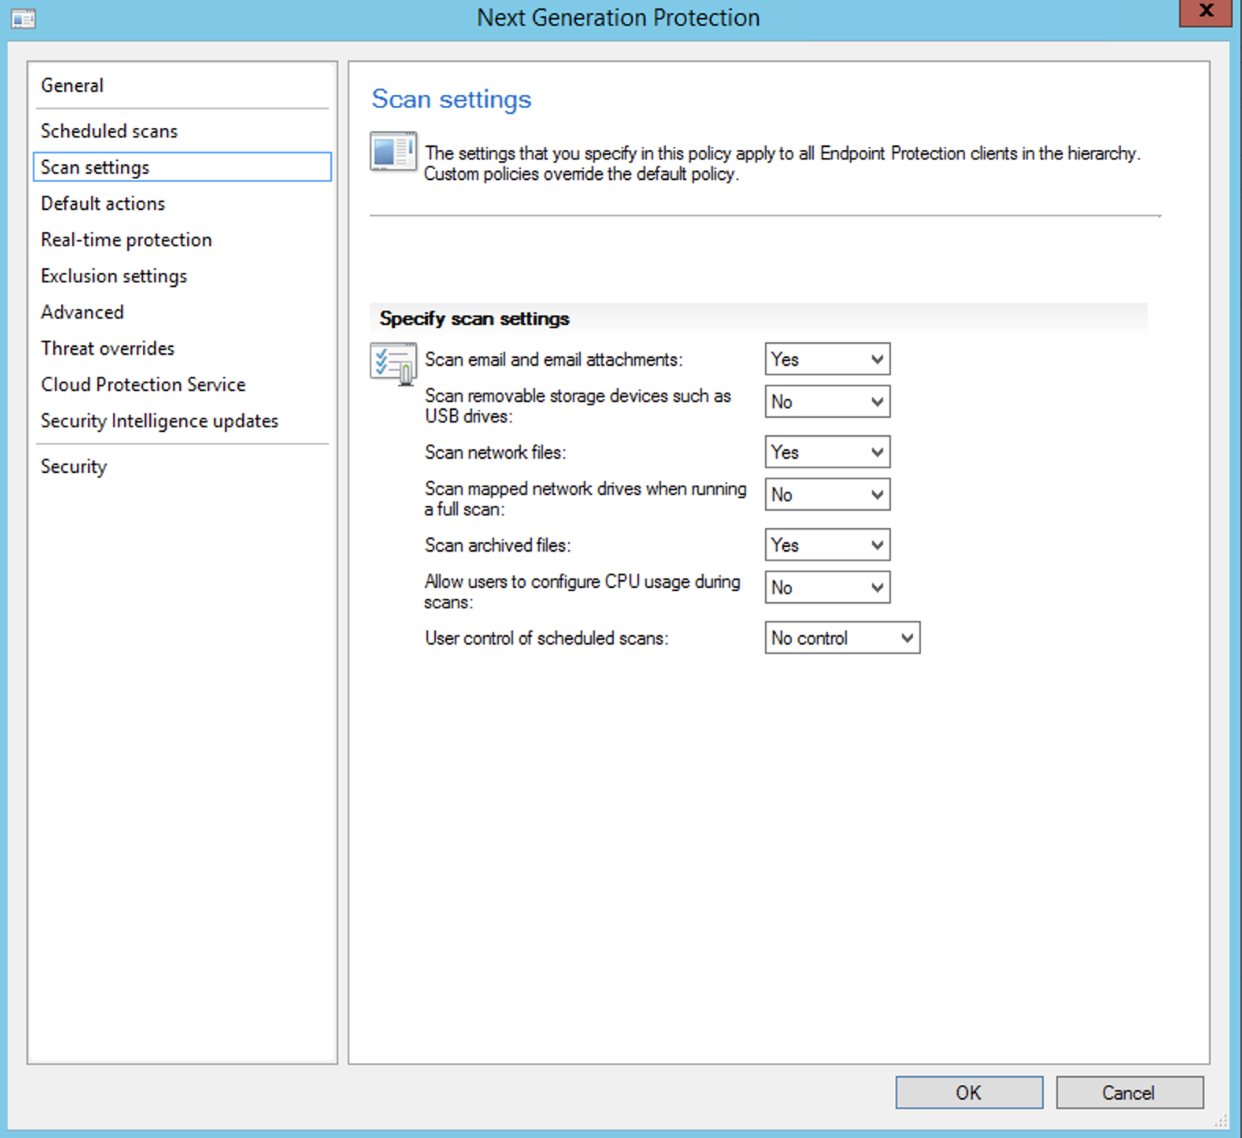 Next Generation Protection
X
General
Scheduled scans
Scan settings
Default actions
Real-time protection
Exclusion settings
Advanced
Threat overrides
Cloud Protection Service
Security Intelligence updates
Security
Scan settings
The settings that you specify in this policy apply to all Endpoint Protection clients in the hierarchy.
Custom policies override the default policy.
Specify scan settings
Scan email and email attachments: Yes
Scan removable storage devices such as
USB drives: No
Scan network files: Yes
Scan mapped network drives when running
a full scan: No
Scan archived files: Yes
Allow users to configure CPU usage during
scans: No
User control of scheduled scans: No control
OK Cancel